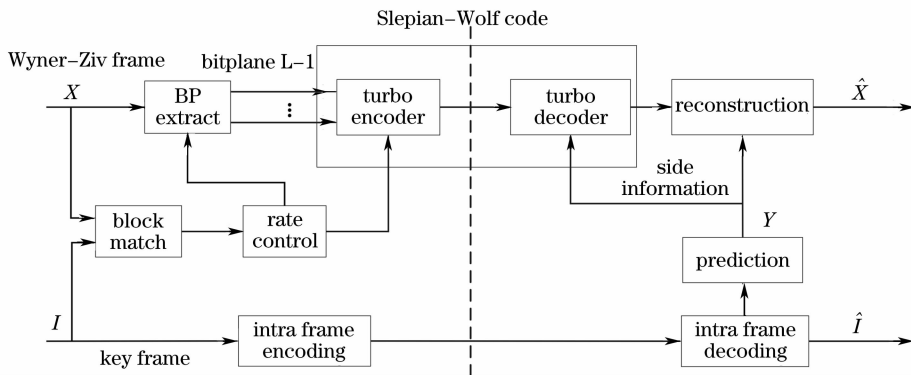 Slepian-Wolf code
Wyner-Ziv frame
bitplane L-1
X
BP
extract
turbo
encoder
turbo
decoder
reconstruction
X̂
side
information
block
match
rate
control
Y
prediction
I
intra frame
encoding
intra frame
decoding
Î
key frame